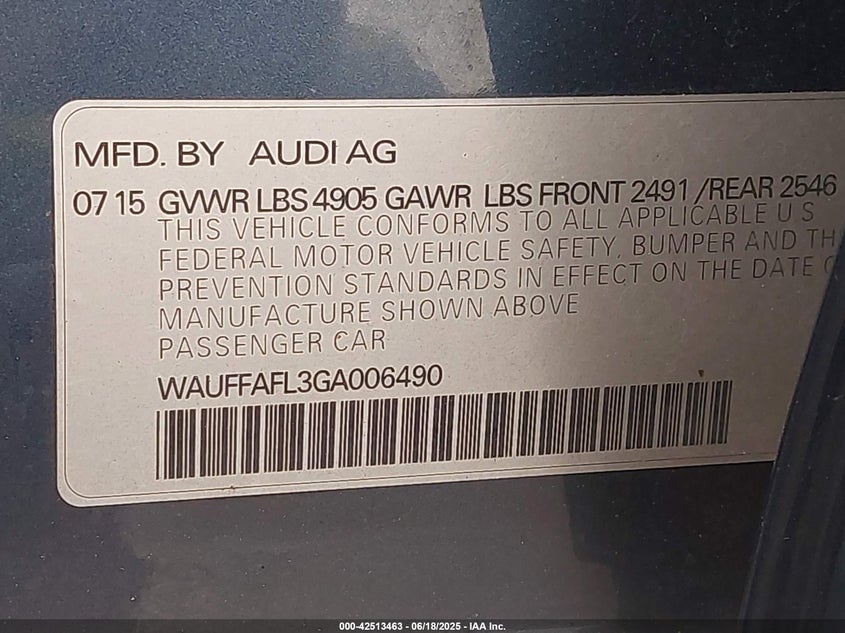 MFD. BY AUDI AG
07 15 GVWR LBS 4905 GAWR LBS FRONT 2491 /REAR 2546
THIS VEHICLE CONFORMS TO ALL APPLICABLE U S
FEDERAL MOTOR VEHICLE SAFETY, BUMPER AND TH
PREVENTION STANDARDS IN EFFECT ON THE DATE O
MANUFACTURE SHOWN ABOVE
PASSENGER CAR
WAUFFAFL3GA006490
000-42513463 - 06/18/2025 - IAA Inc.